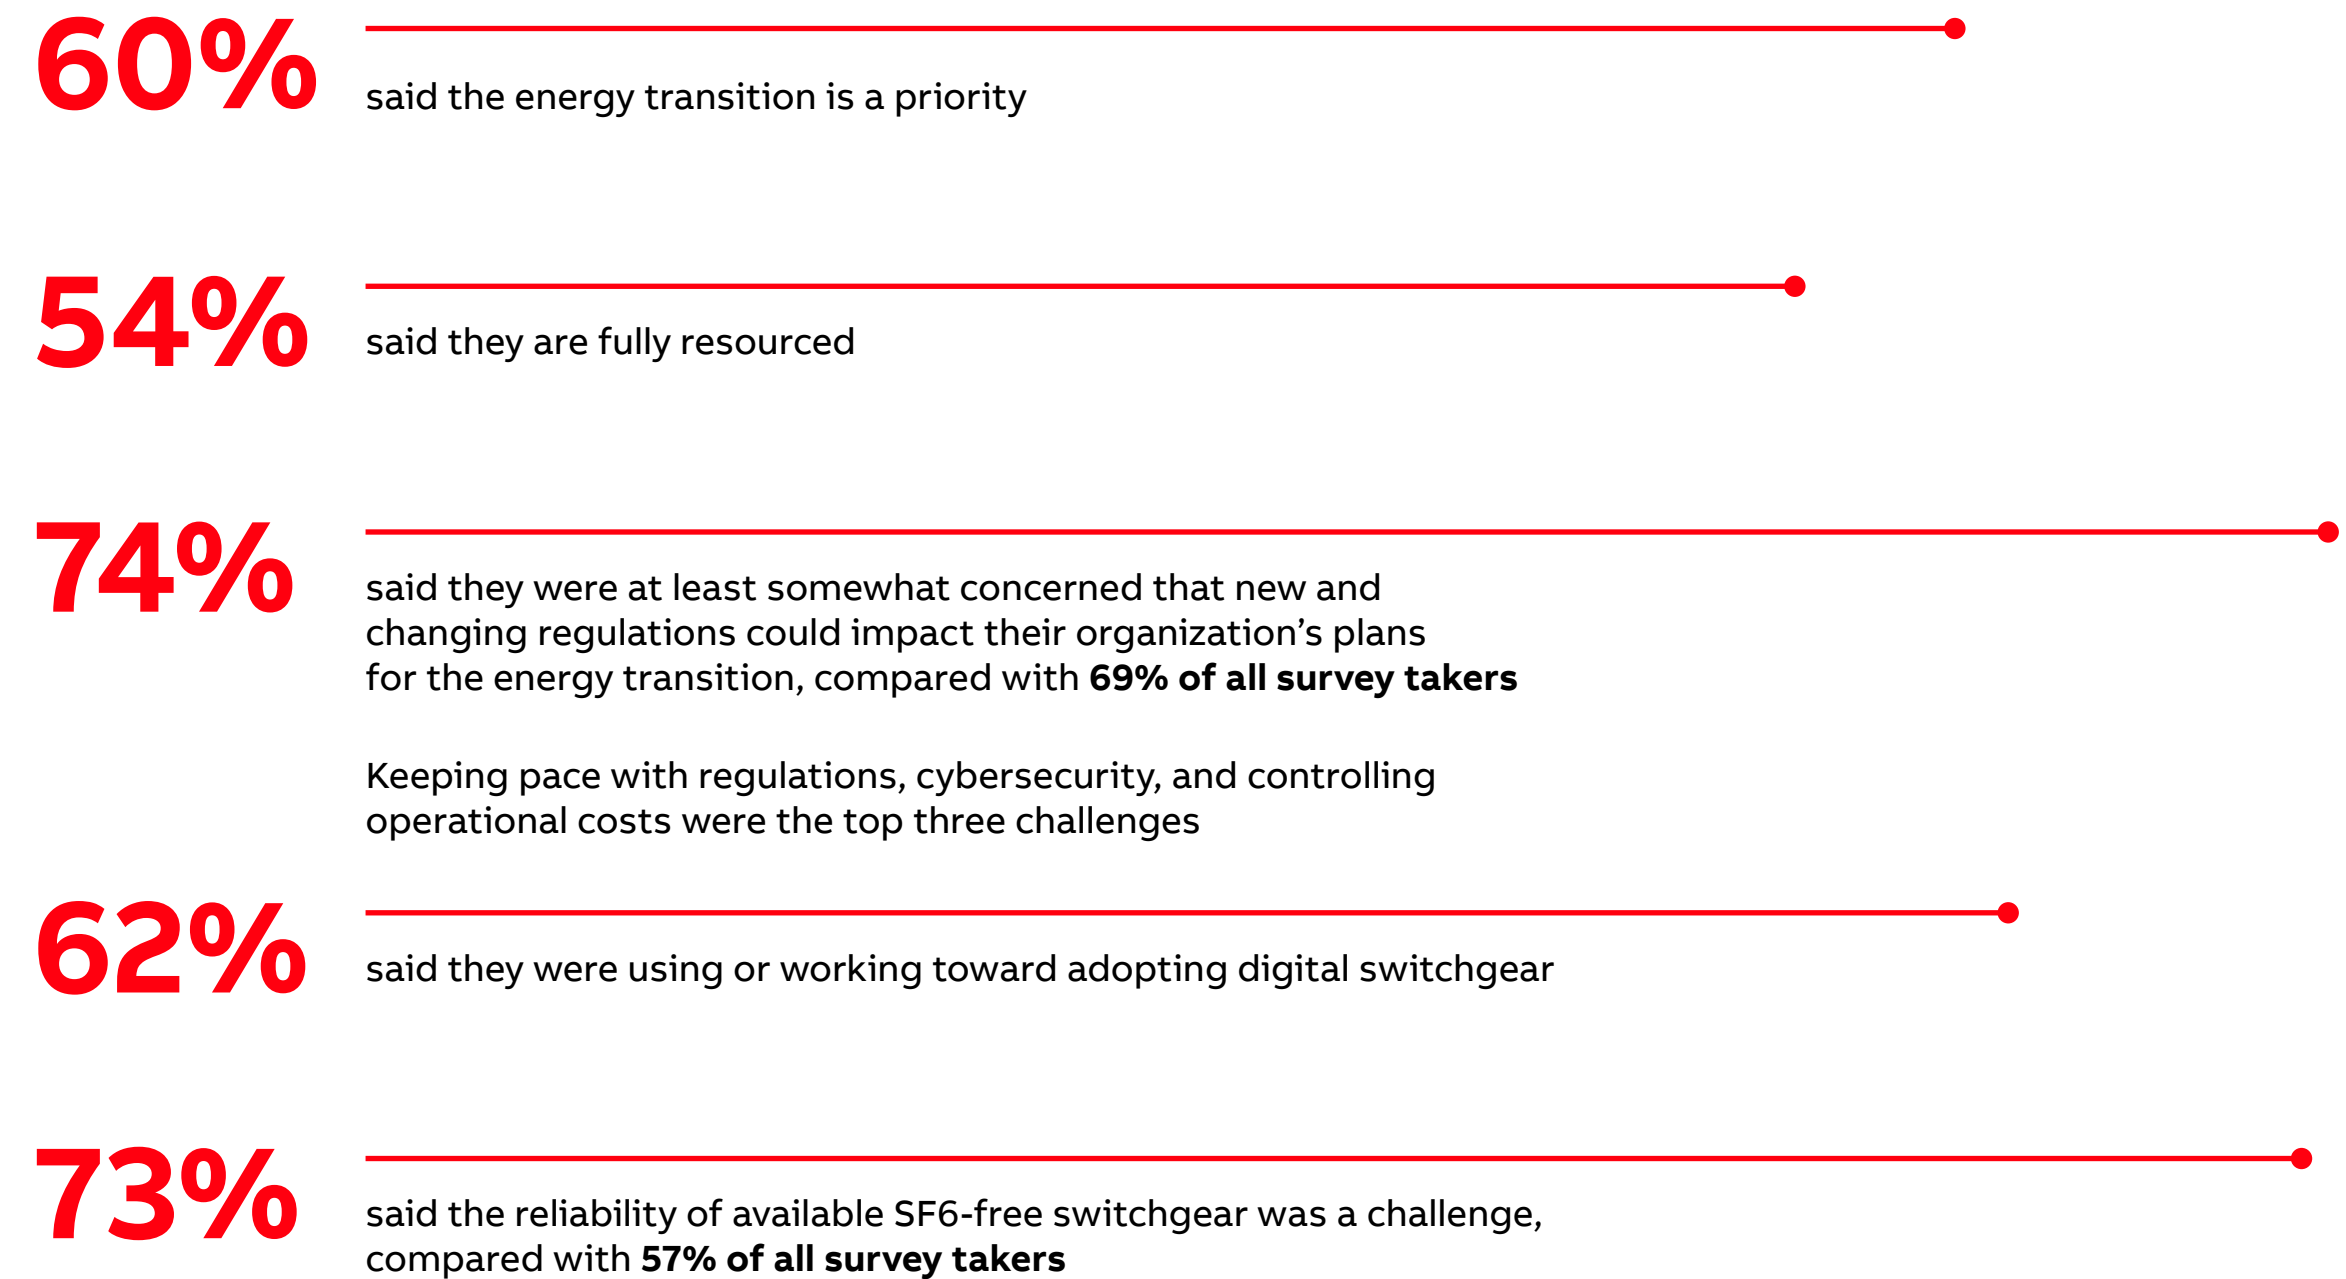 60%
said the energy transition is a priority
54%
said they are fully resourced
74%
said they were at least somewhat concerned that new and
changing regulations could impact their organization’s plans
for the energy transition, compared with 69% of all survey takers
Keeping pace with regulations, cybersecurity, and controlling
operational costs were the top three challenges
62%
said they were using or working toward adopting digital switchgear
73%
said the reliability of available SF6-free switchgear was a challenge,
compared with 57% of all survey takers